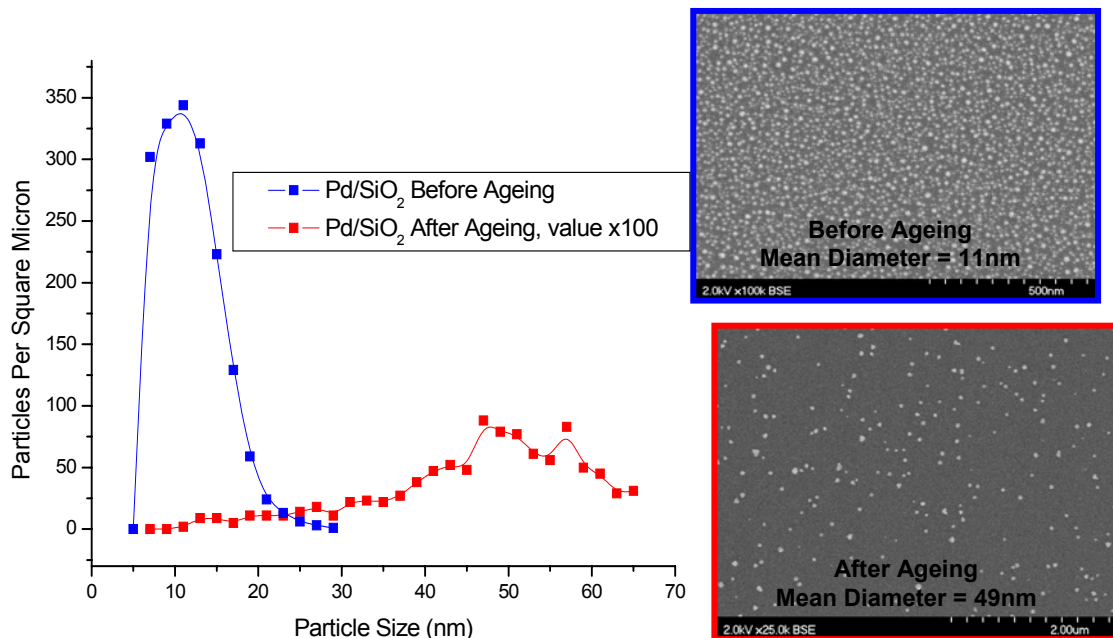 350
300
250
200
150
100
50
0
Particles Per Square Micron
0 10 20 30 40 50 60 70
Particle Size (nm)
Pd/SiO₂ Before Ageing
Pd/SiO₂ After Ageing, value x100
Before Ageing
Mean Diameter = 11nm
2.0kV x100k BSE 500nm
After Ageing
Mean Diameter = 49nm
2.0kV x25.0k BSE 2.00um